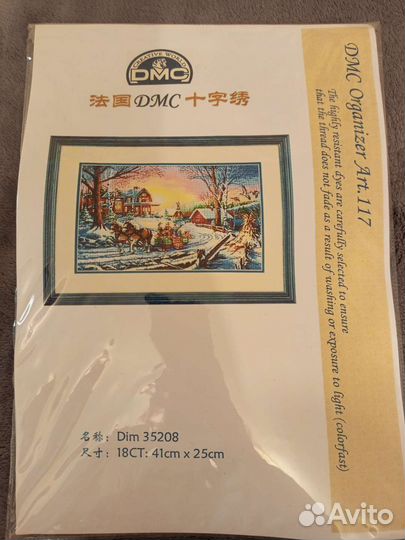 CREATIVE WORLD
DMC
法国DMC十字绣
DMC Organizer Art.117
The highly resistant dyes are carefully selected to ensure
that the thread does not fade as a result of washing or exposure to light (colorfast)
名称: Dim 35208
尺寸: 18CT: 41cm x 25cm
Avito